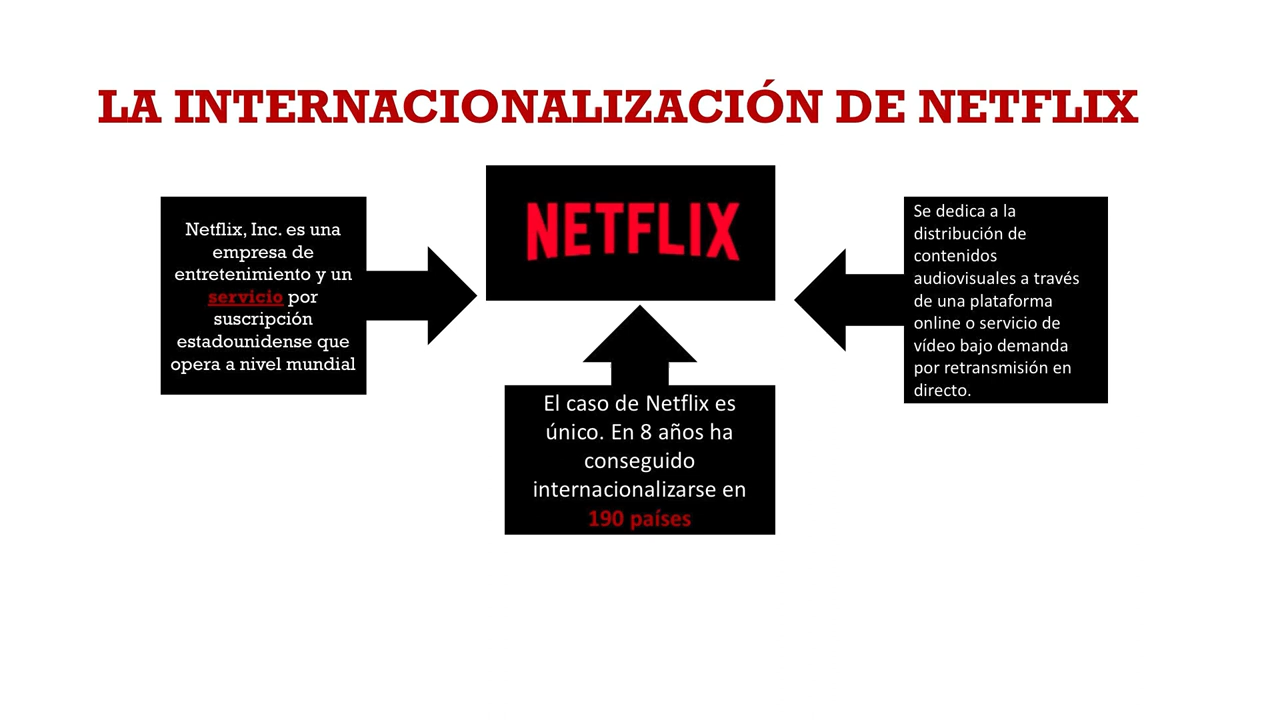 LA INTERNACIONALIZACIÓN DE NETFLIX
NETFLIX
Netflix, Inc. es una
empresa de
entretenimiento y un
servicio por
suscripción
estadounidense que
opera a nivel mundial
Se dedica a la
distribución de
contenidos
audiovisuales a través
de una plataforma
online o servicio de
vídeo bajo demanda
por retransmisión en
directo.
El caso de Netflix es
único. En 8 años ha
conseguido
internacionalizarse en
190 países